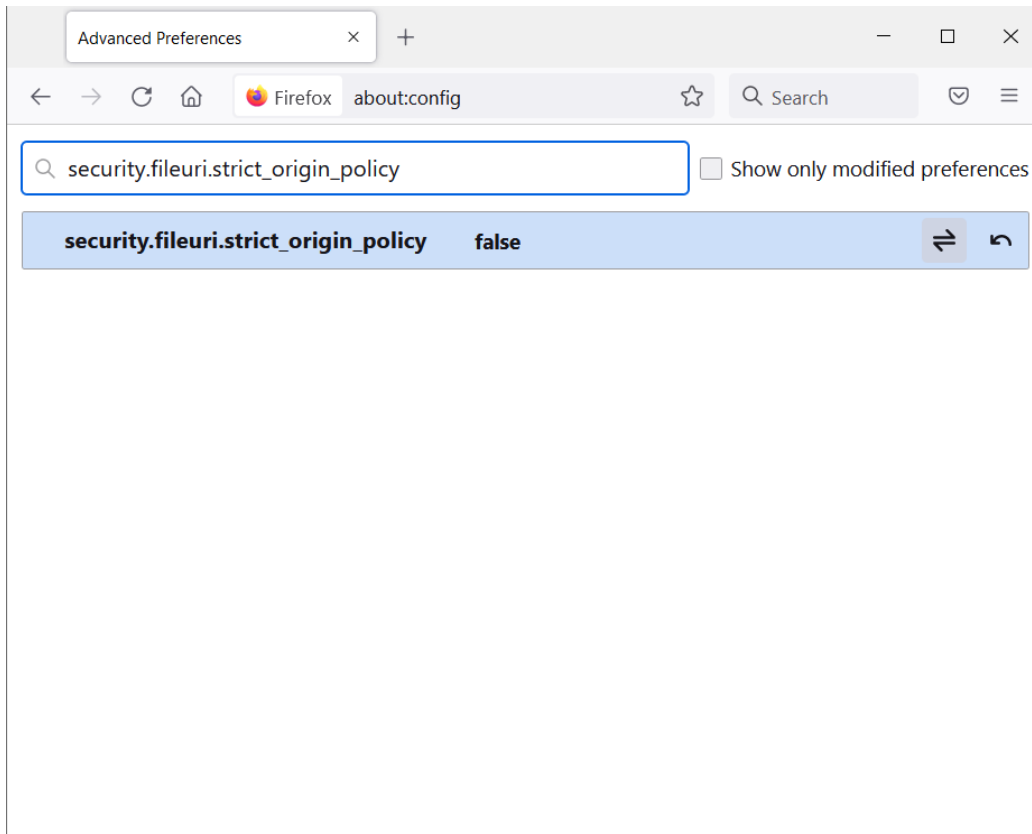 Advanced Preferences
Firefox about:config Search
security.fileuri.strict_origin_policy Show only modified preferences
security.fileuri.strict_origin_policy false